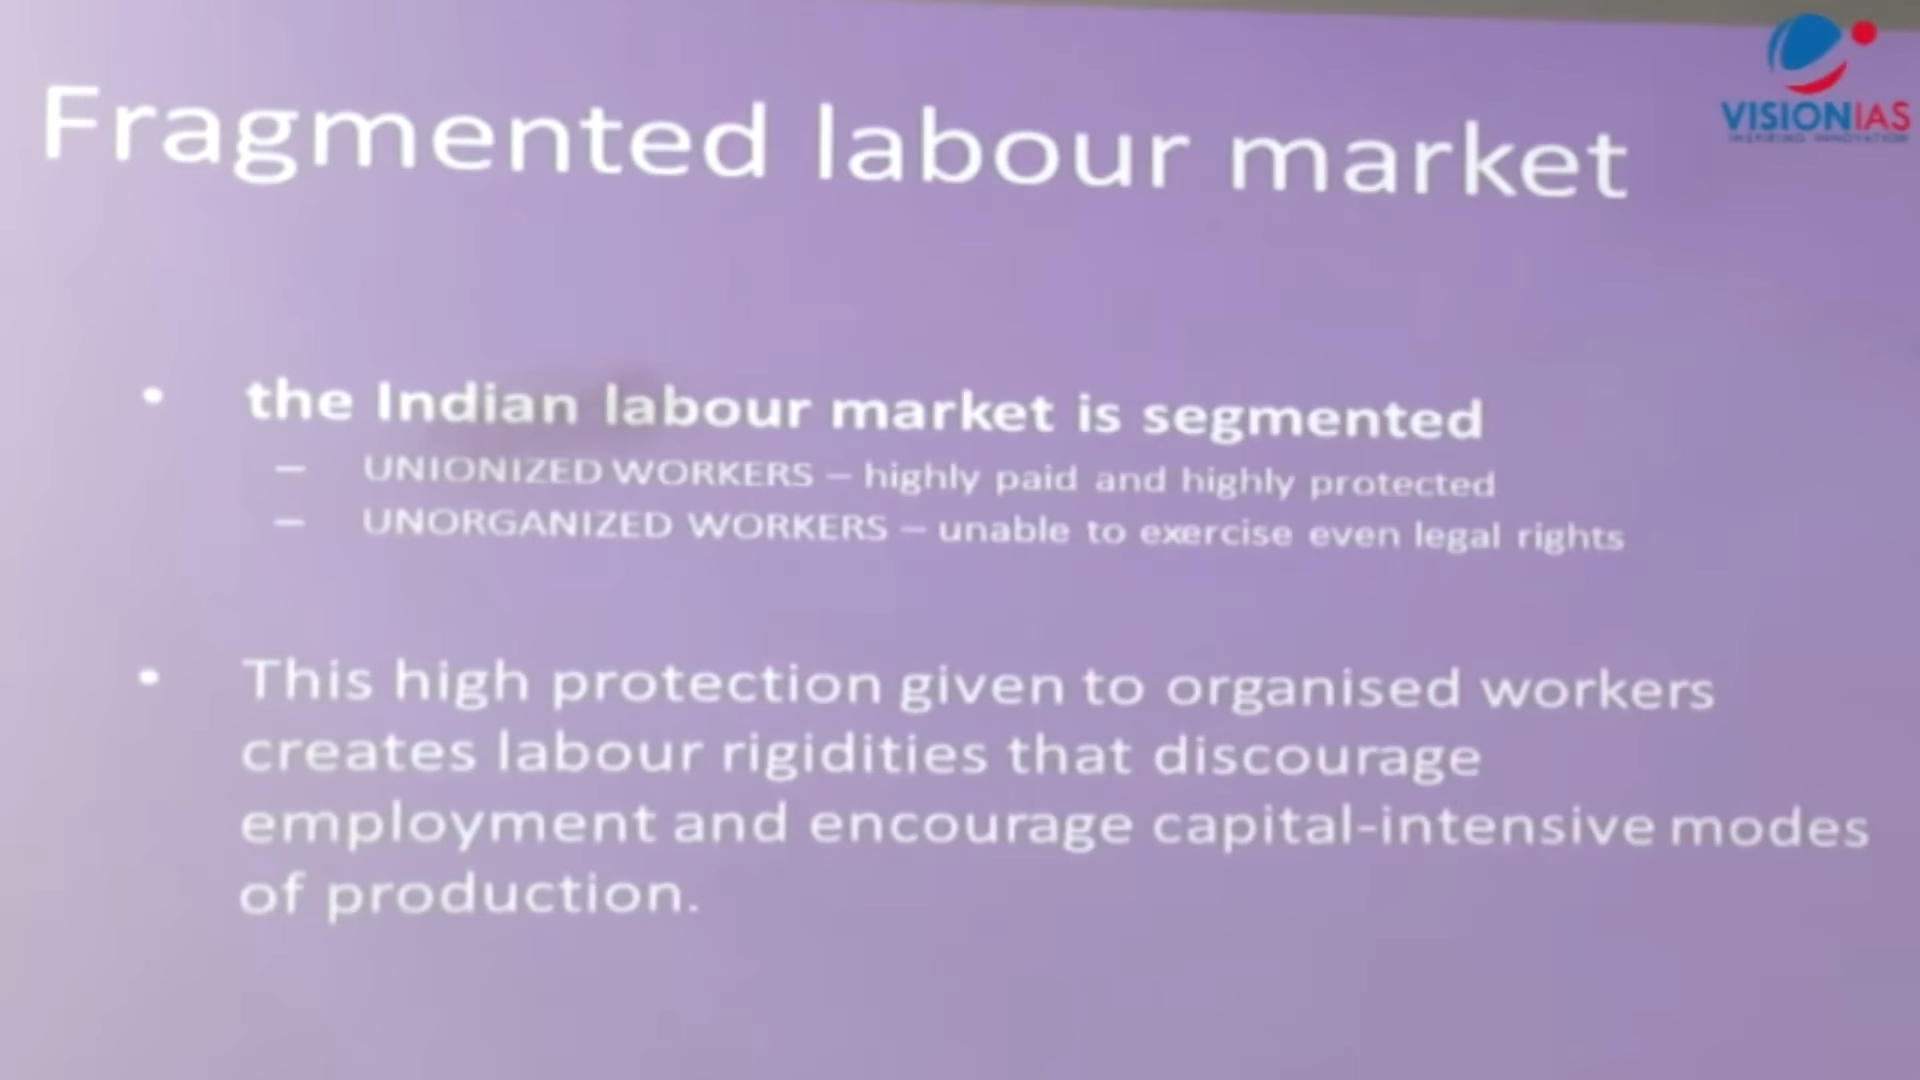 Fragmented labour market
VISIONIAS
INSPIRING INNOVATION
• the Indian labour market is segmented
– UNIONIZED WORKERS – highly paid and highly protected
– UNORGANIZED WORKERS – unable to exercise even legal rights
• This high protection given to organised workers
creates labour rigidities that discourage
employment and encourage capital-intensive modes
of production.